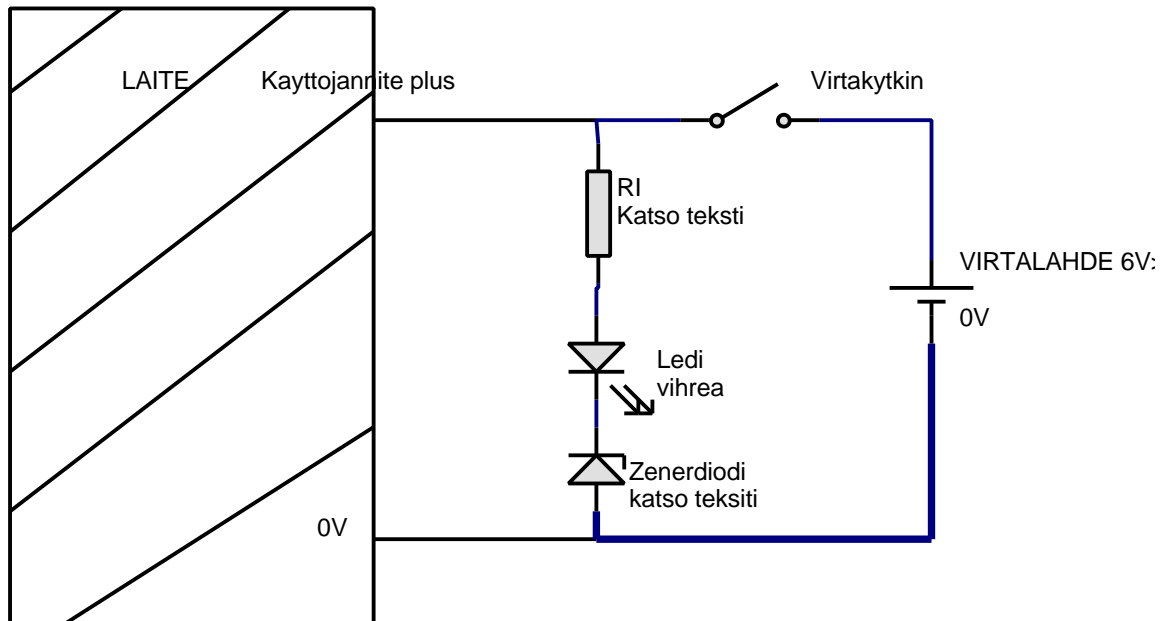 LAITE
Kayttojannite plus
Virtakytkin
RI
Katso teksti
VIRTALAHDE 6V>
0V
Ledi
vihrea
Zenerdiodi
katso teksiti
0V